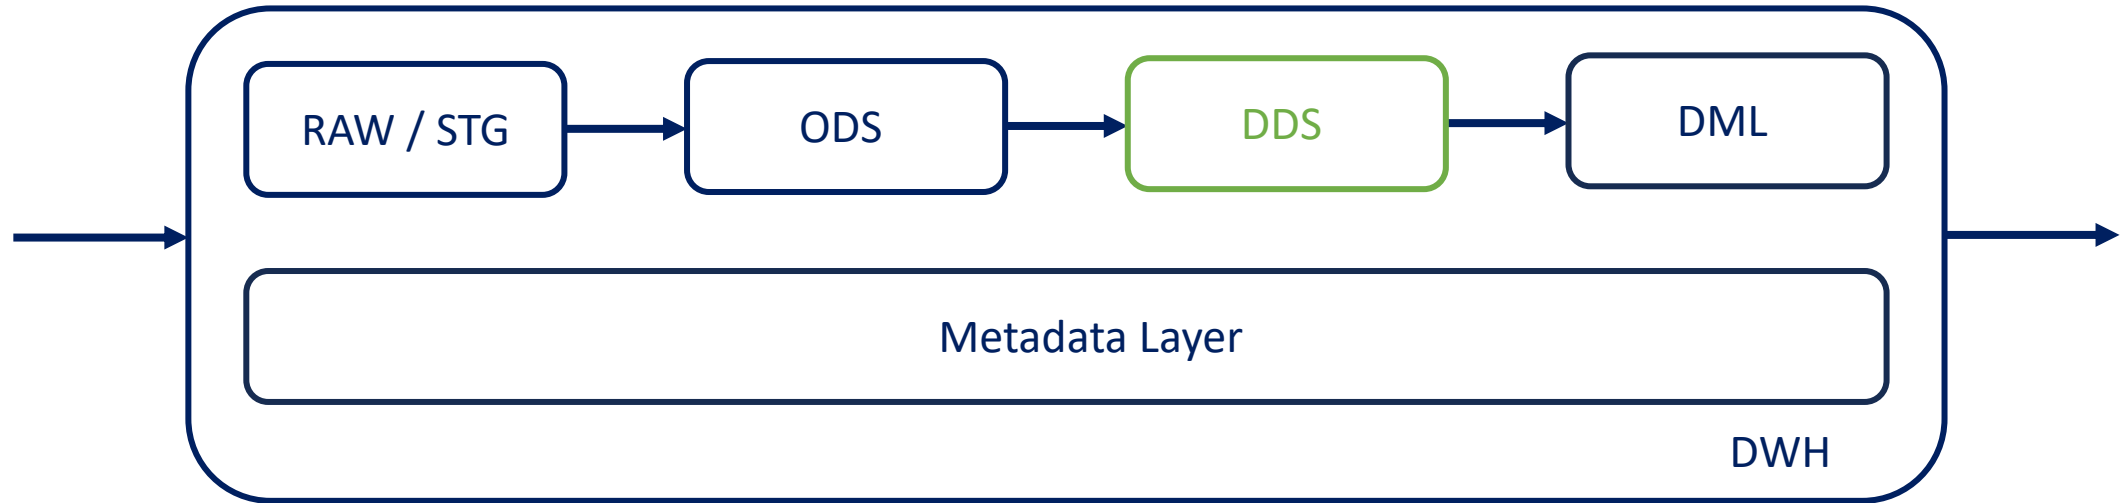 RAW / STG
ODS
DDS
DML
Metadata Layer
DWH